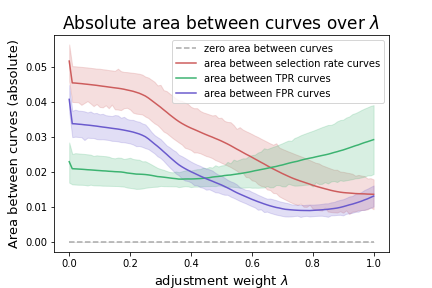 Absolute area between curves over λ
zero area between curves
area between selection rate curves
area between TPR curves
area between FPR curves
Area between curves (absolute)
0.05
0.04
0.03
0.02
0.01
0.00
0.0 0.2 0.4 0.6 0.8 1.0
adjustment weight λ